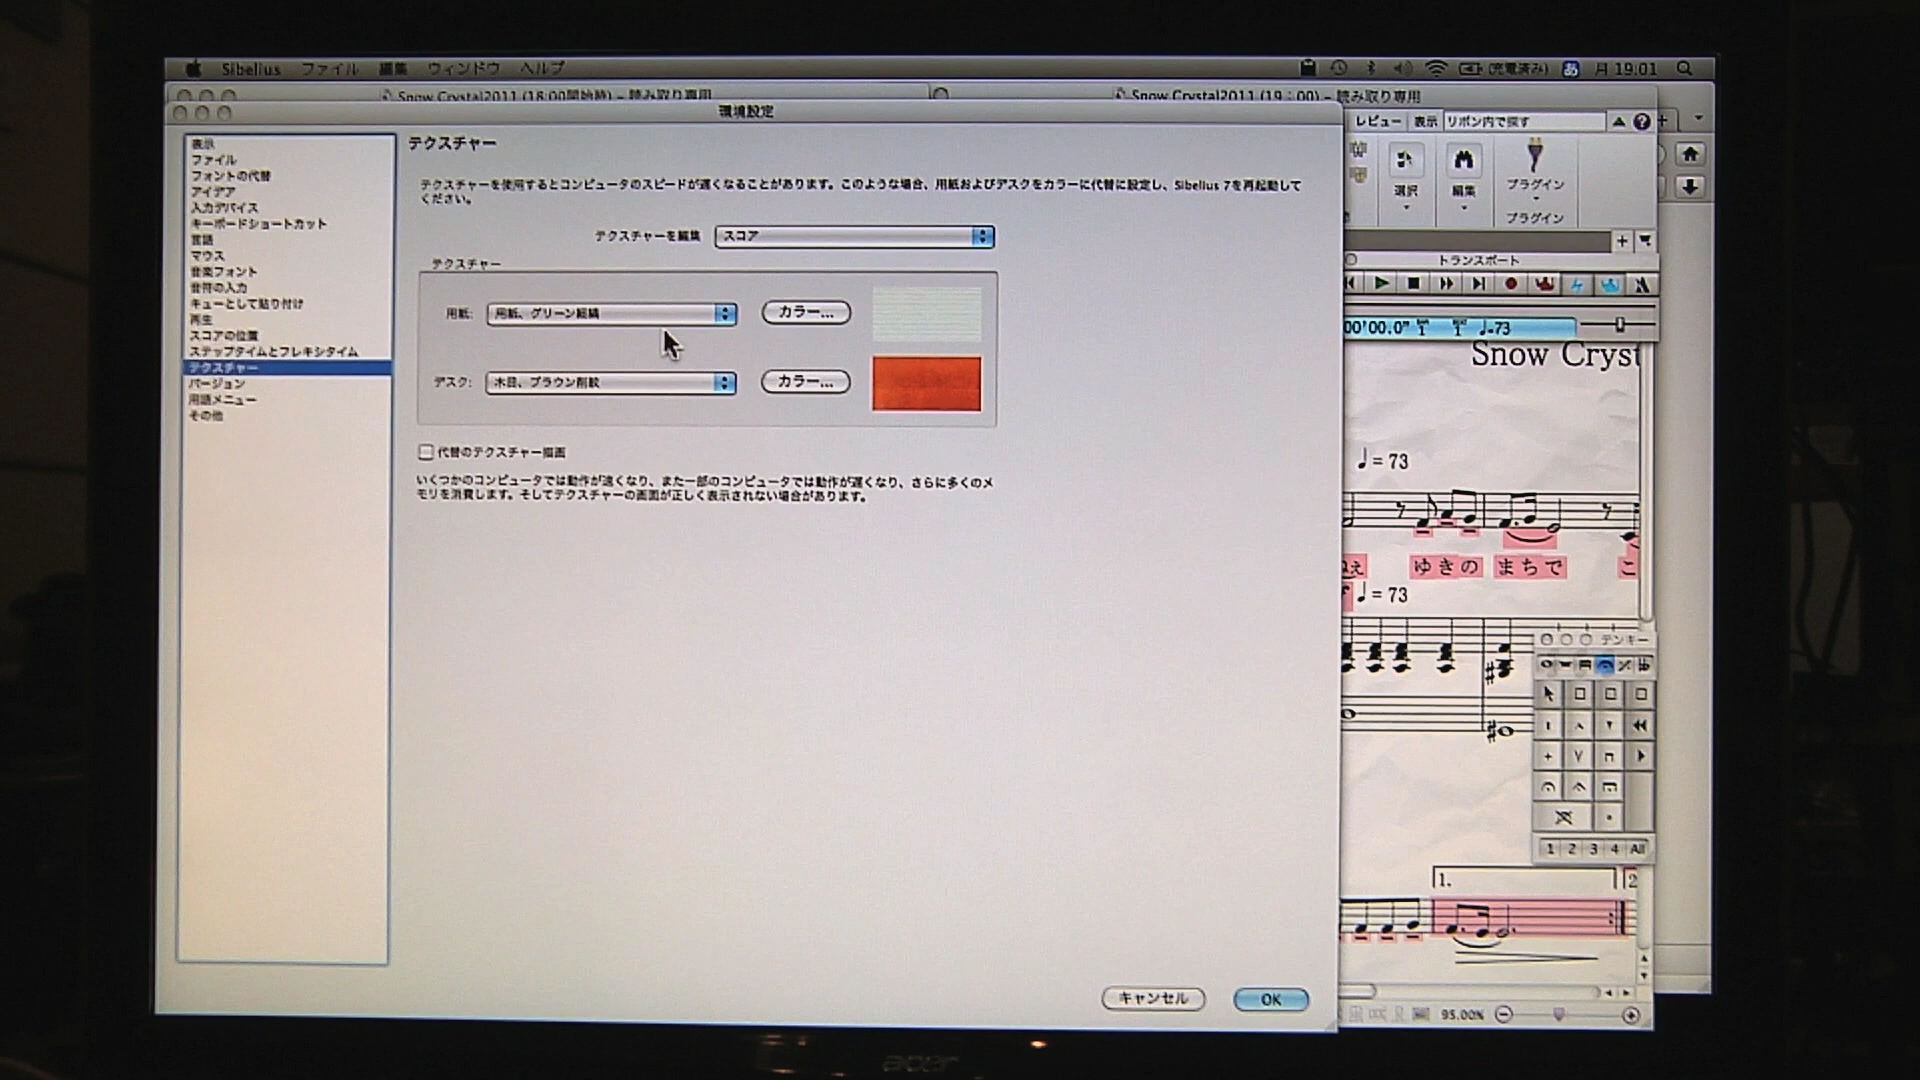 Sibelius ファイル 編集 ウィンドウ ヘルプ
(充電済み) あ 月 19:01
Snow Crystal2011 (18:00開始時) – 読み取り専用
Snow Crystal2011 (19:00) – 読み取り専用
環境設定
表示
ファイル
フォントの代替
アイデア
入力デバイス
キーボードショートカット
言語
マウス
音楽フォント
音符の入力
キューとして貼り付け
再生
スコアの位置
ステップタイムとフレキシタイム
テクスチャー
バージョン
用語メニュー
その他
テクスチャー
テクスチャーを使用するとコンピュータのスピードが遅くなることがあります。このような場合、用紙およびデスクをカラーに代替に設定し、Sibelius 7を再起動して
ください。
テクスチャーを編集 スコア
テクスチャー
用紙: 用紙、グリーン細縞 カラー...
デスク: 木目、ブラウン削紋 カラー...
代替のテクスチャー描画
いくつかのコンピュータでは動作が速くなり、また一部のコンピュータでは動作が遅くなり、さらに多くのメ
モリを消費します。そしてテクスチャーの画面が正しく表示されない場合があります。
キャンセル OK
レビュー 表示 リボン内で探す
選択 編集 プラグイン
プラグイン
トランスポート
00'00.0" 1 1 ♩=73
Snow Cryst
♩= 73
ねぇ ゆきの まちで こ
♩= 73
テンキー
1 2 3 4 All
1. 2
95.00%
acer